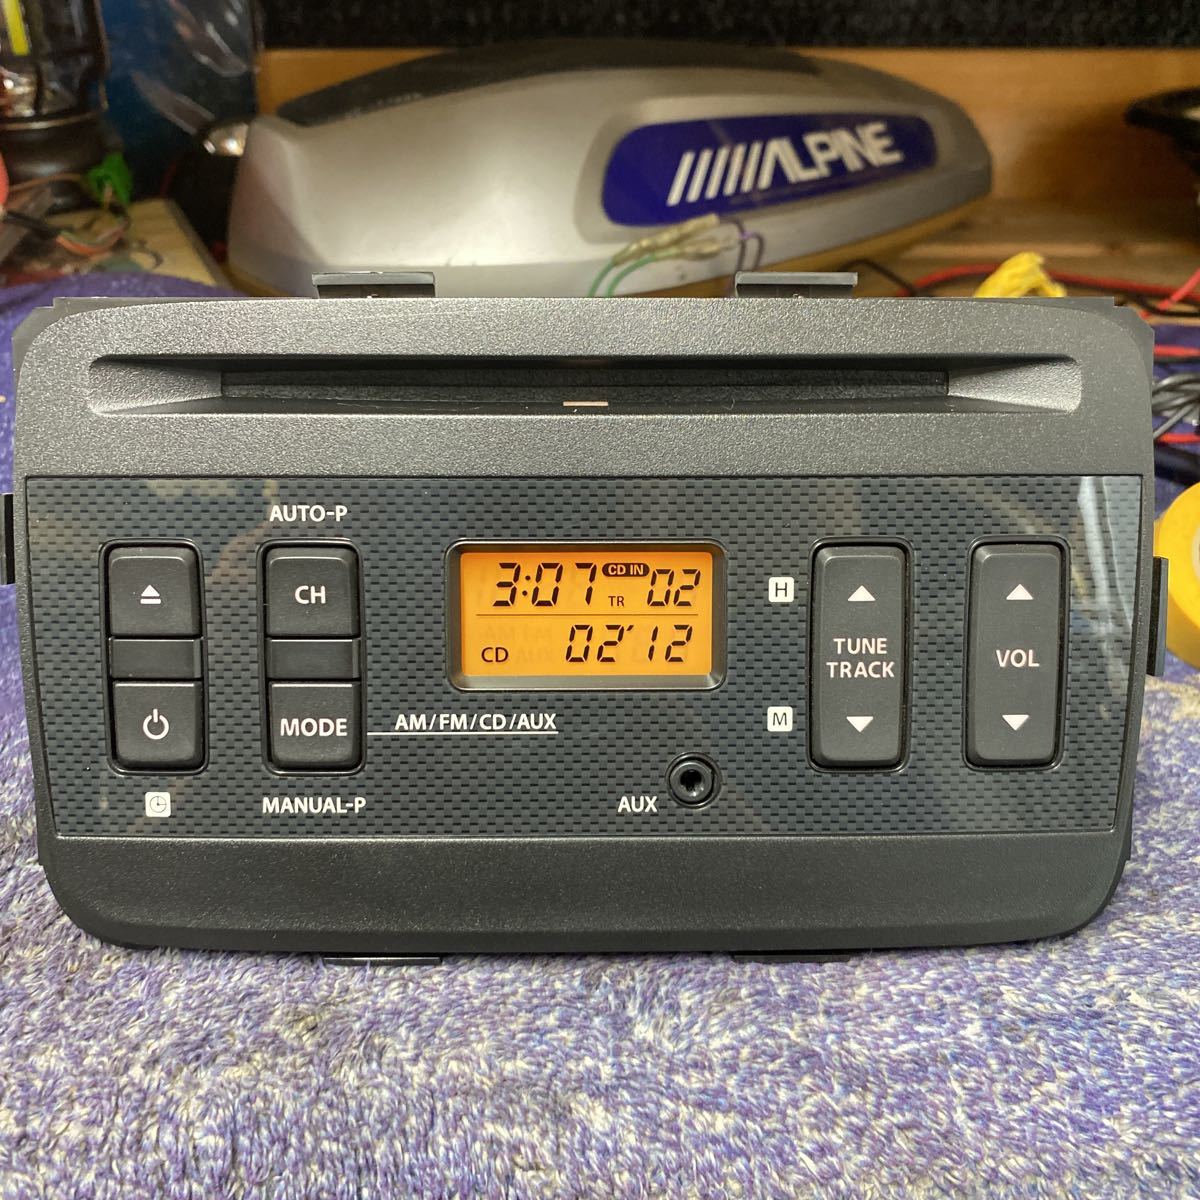 ALPINE
AUTO-P
CH
MODE
MANUAL-P
AM/FM/CD/AUX
3:07 CD IN TR 02
CD 02'12
AUX
H
M
TUNE
TRACK
VOL